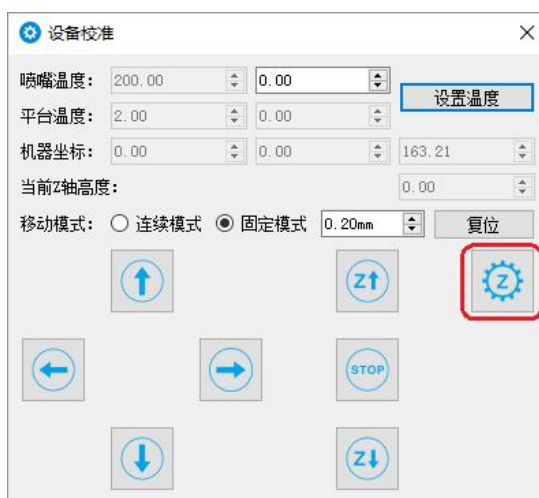 设备校准
喷嘴温度： 200.00 0.00 设置温度
平台温度： 2.00 0.00
机器坐标： 0.00 0.00 163.21
当前Z轴高度： 0.00
移动模式： 连续模式 固定模式 0.20mm 复位
Z Z
STOP
Z